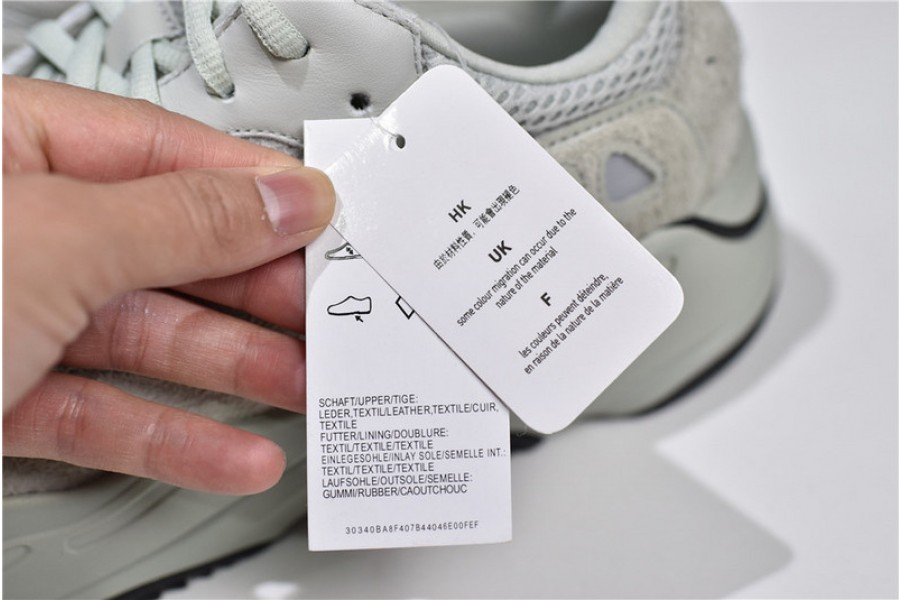 HK
由於材料性質，可能會出現褪色
UK
some colour migration can occur due to the
nature of the material
F
les couleurs peuvent déteindre,
en raison de la nature de la matière
SCHAFT/UPPER/TIGE:
LEDER,TEXTIL/LEATHER,TEXTILE/CUIR,
TEXTILE
FUTTER/LINING/DOUBLURE:
TEXTIL/TEXTILE/TEXTILE
EINLEGESOHLE/INLAY SOLE/SEMELLE INT.:
TEXTIL/TEXTILE/TEXTILE
LAUFSOHLE/OUTSOLE/SEMELLE:
GUMMI/RUBBER/CAOUTCHOUC
30340BA8F407B44046E00FEF